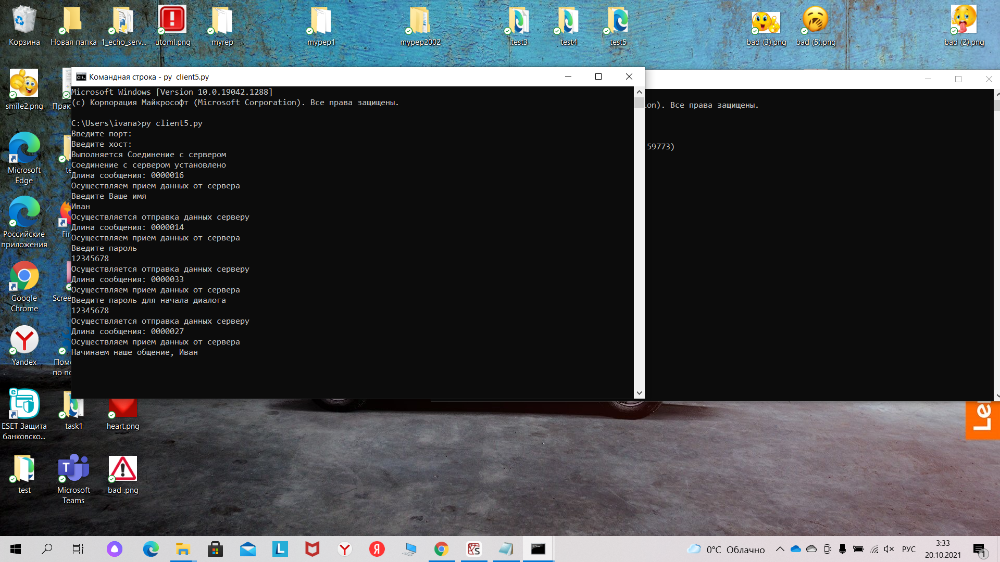 Корзина
Новая папка
1_echo_serv...
utoml.png
myrep
mypep1
mypep2002
test3
test4
test5
bad (3).png
bad (5).png
bad (2).png
smile2.png
Microsoft
Edge
Российские
приложения
Google
Chrome
Yandex
ESET Защита
банковско...
task1
heart.png
test
Microsoft
Teams
bad .png
Командная строка - py  client5.py
Microsoft Windows [Version 10.0.19042.1288]
(c) Корпорация Майкрософт (Microsoft Corporation). Все права защищены.
C:\Users\ivana>py client5.py
Введите порт:
Введите хост:
Выполняется Соединение с сервером
Соединение с сервером установлено
Длина сообщения: 0000016
Осуществляем прием данных от сервера
Введите Ваше имя
Иван
Осуществляется отправка данных серверу
Длина сообщения: 0000014
Осуществляем прием данных от сервера
Введите пароль
12345678
Осуществляется отправка данных серверу
Длина сообщения: 0000033
Осуществляем прием данных от сервера
Введите пароль для начала диалога
12345678
Осуществляется отправка данных серверу
Длина сообщения: 0000027
Осуществляем прием данных от сервера
Начинаем наше общение, Иван
ion). Все права защищены.
59773)
Le
0°C Облачно
РУС
3:33
20.10.2021
1